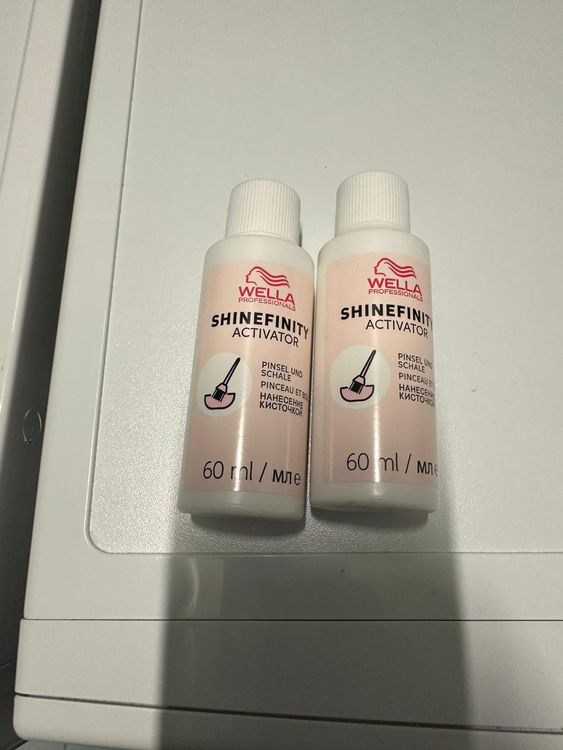 WELLA
PROFESSIONALS
SHINEFINITY
ACTIVATOR
PINSEL UND
SCHALE
PINCEAU ET BOL
НАНЕСЕНИЕ
КИСТОЧКОЙ
60 ml / мл e
WELLA
PROFESSIONALS
SHINEFINITY
ACTIVATOR
PINSEL UND
SCHALE
PINCEAU ET
НАНЕСЕНИЕ
КИСТОЧКОЙ
60 ml / мл e